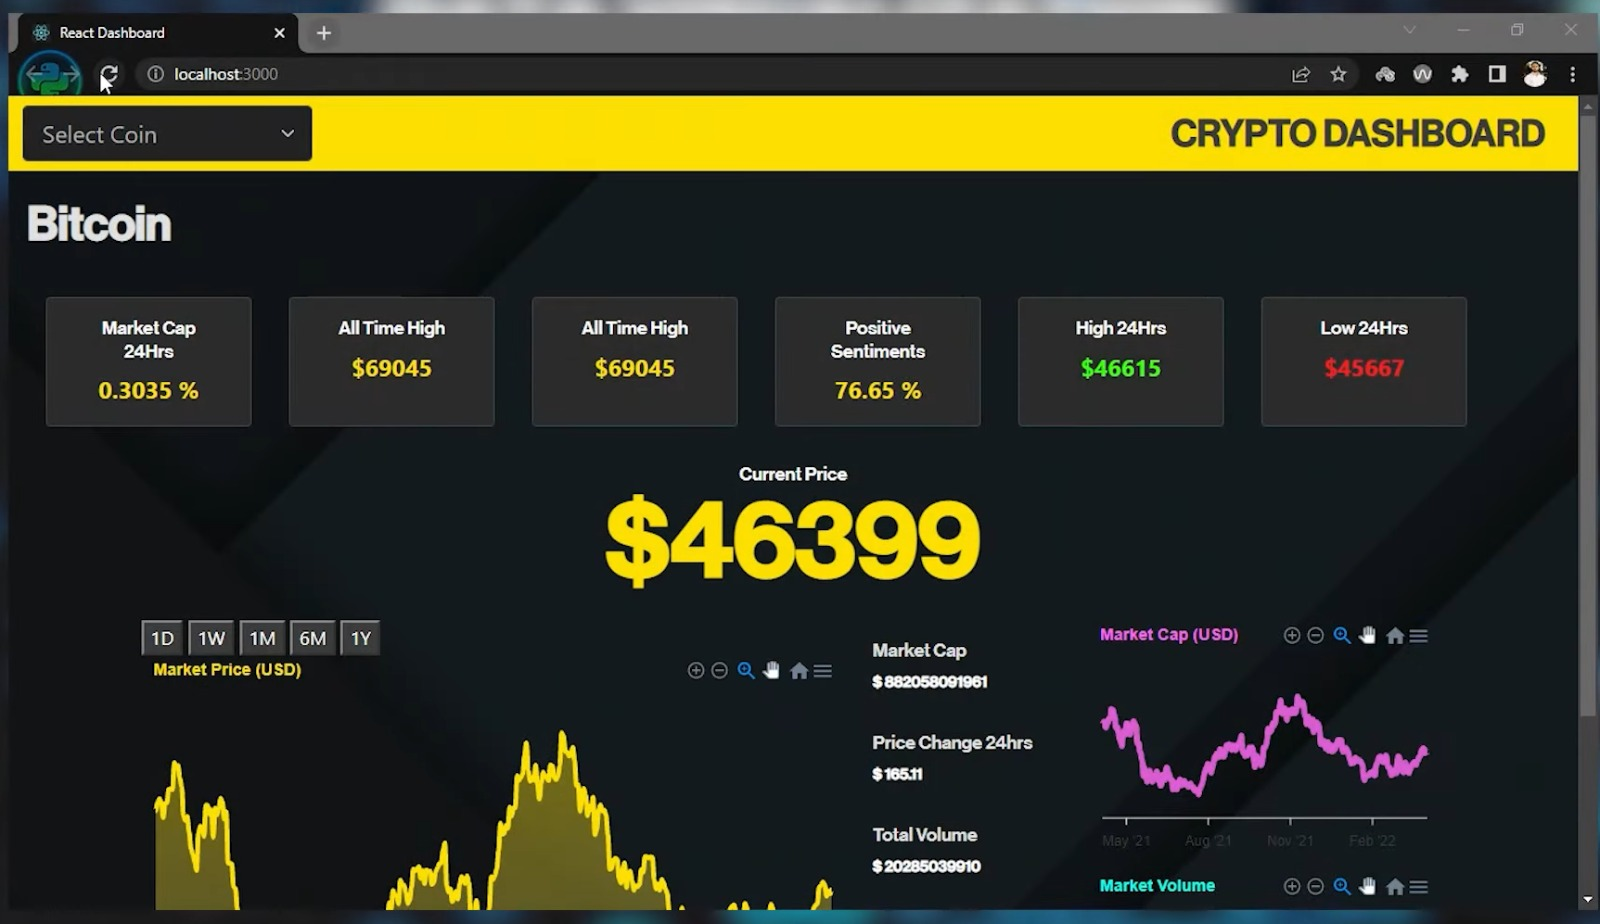 React Dashboard
localhost:3000
Select Coin
CRYPTO DASHBOARD
Bitcoin
Market Cap
24Hrs
0.3035 %
All Time High
$69045
All Time High
$69045
Positive
Sentiments
76.65 %
High 24Hrs
$46615
Low 24Hrs
$45667
Current Price
$46399
1D 1W 1M 6M 1Y
Market Price (USD)
Market Cap
$ 882058091961
Price Change 24hrs
$ 165.11
Total Volume
$ 20285039910
Market Cap (USD)
May '21 Aug '21 Nov '21 Feb '22
Market Volume